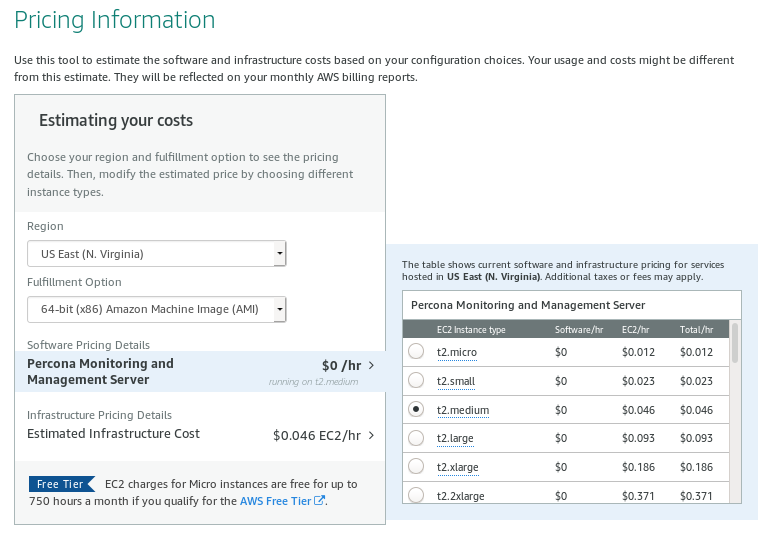 Pricing Information
Use this tool to estimate the software and infrastructure costs based on your configuration choices. Your usage and costs might be different
from this estimate. They will be reflected on your monthly AWS billing reports.
Estimating your costs
Choose your region and fulfillment option to see the pricing
details. Then, modify the estimated price by choosing different
instance types.
Region
US East (N. Virginia)
Fulfillment Option
64-bit (x86) Amazon Machine Image (AMI)
Software Pricing Details
Percona Monitoring and
Management Server
$0 /hr >
running on t2.medium
Infrastructure Pricing Details
Estimated Infrastructure Cost
$0.046 EC2/hr >
Free Tier EC2 charges for Micro instances are free for up to
750 hours a month if you qualify for the AWS Free Tier.
The table shows current software and infrastructure pricing for services
hosted in US East (N. Virginia). Additional taxes or fees may apply.
Percona Monitoring and Management Server
EC2 Instance type Software/hr EC2/hr Total/hr
t2.micro $0 $0.012 $0.012
t2.small $0 $0.023 $0.023
t2.medium $0 $0.046 $0.046
t2.large $0 $0.093 $0.093
t2.xlarge $0 $0.186 $0.186
t2.2xlarge $0 $0.371 $0.371